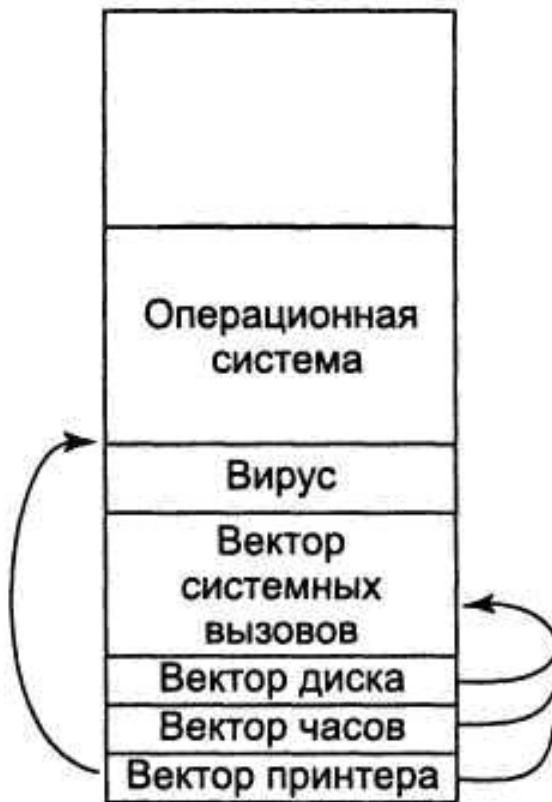 Операционная
система
Вирус
Вектор
системных
вызовов
Вектор диска
Вектор часов
Вектор принтера